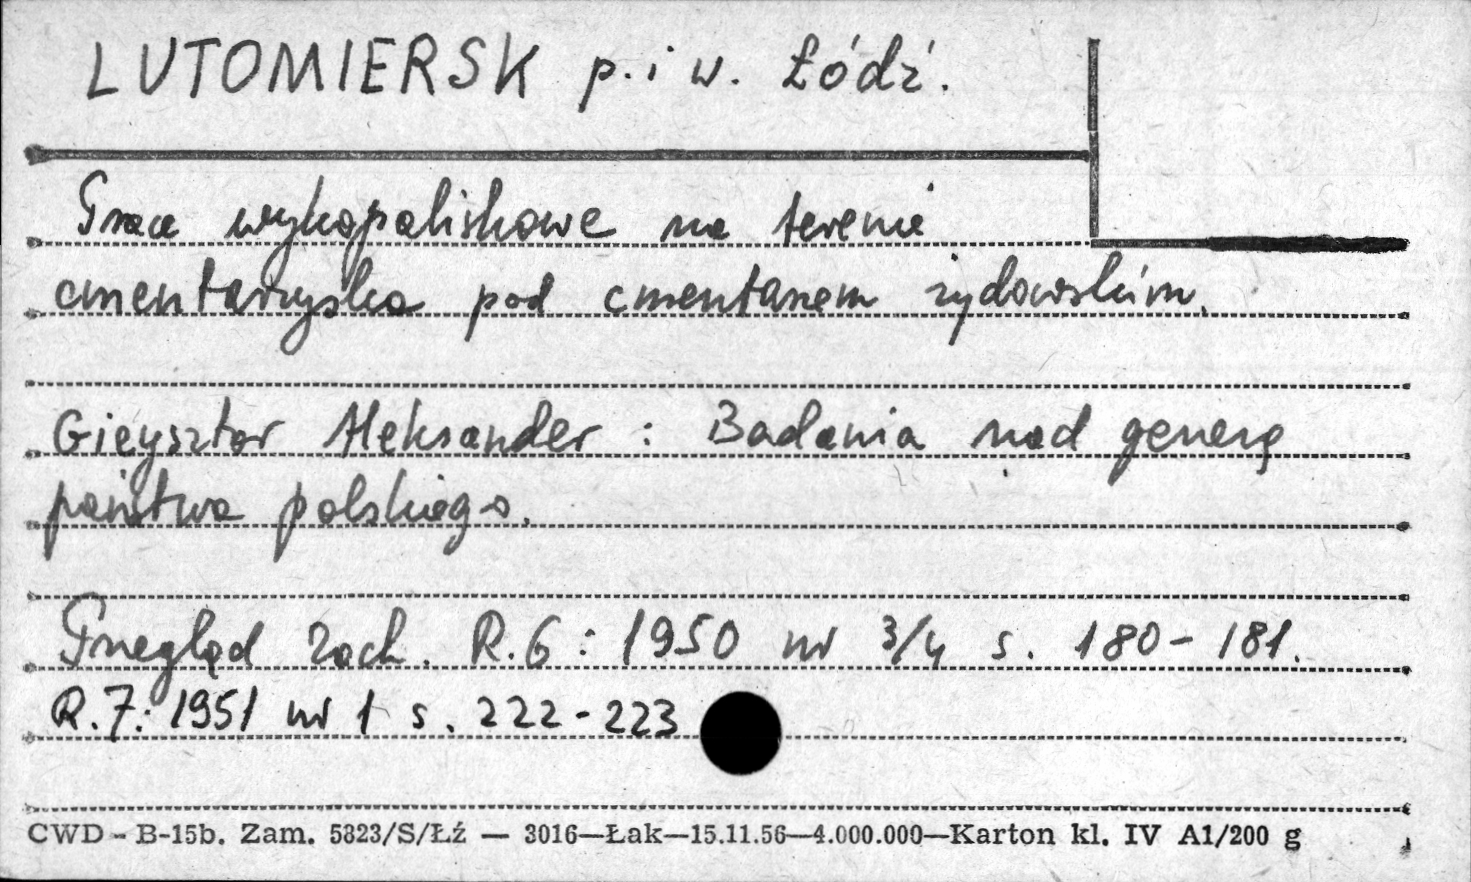 LUTOMIERSK p. i w. Łódź.
Prace wykopaliskowe na terenie
cmentarzyska pod cmentarzem żydowskim.
Gieysztor Aleksander : Badania nad genezą
państwa polskiego.
Przegląd Zach. R.6 : 1950 nr 3/4 s. 180-181.
R.7: 1951 nr 1 s. 222-223
CWD - B-15b. Zam. 5323/S/Łź — 3016—Łak—15.11.56—4.000.000—Karton kl. IV A1/200 g